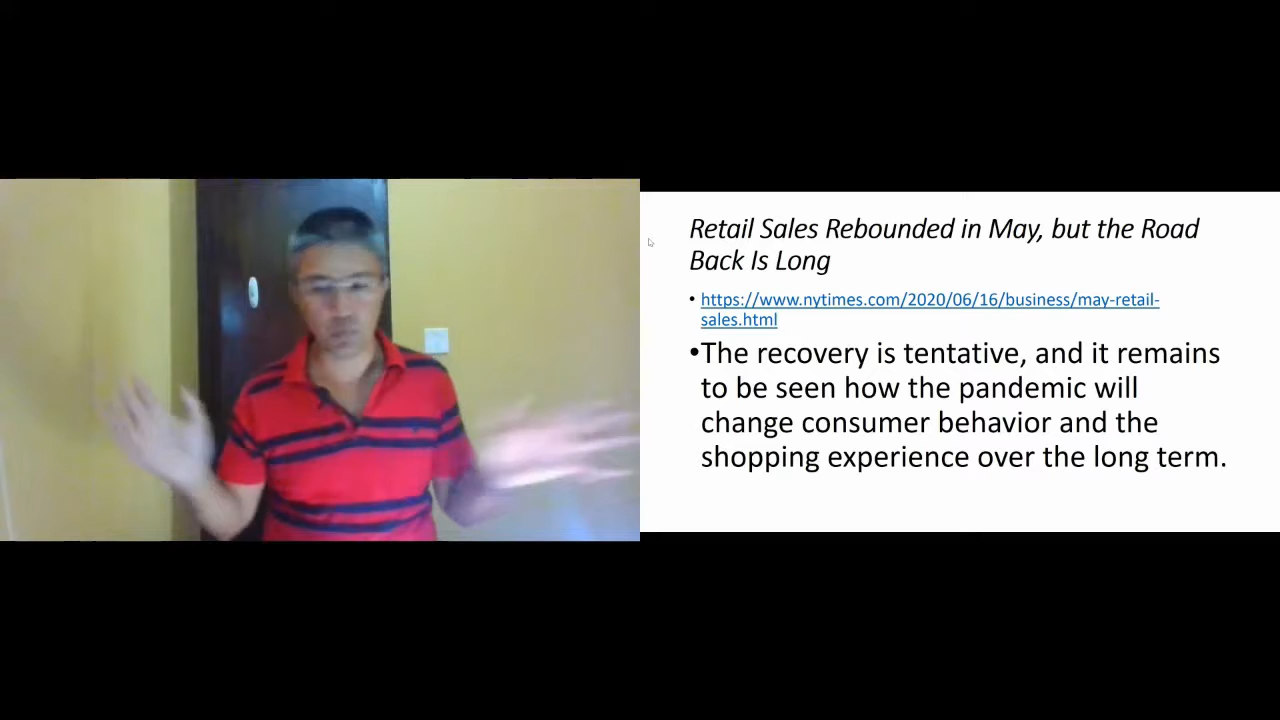 Retail Sales Rebounded in May, but the Road
Back Is Long
• https://www.nytimes.com/2020/06/16/business/may-retail-
sales.html
•The recovery is tentative, and it remains
to be seen how the pandemic will
change consumer behavior and the
shopping experience over the long term.